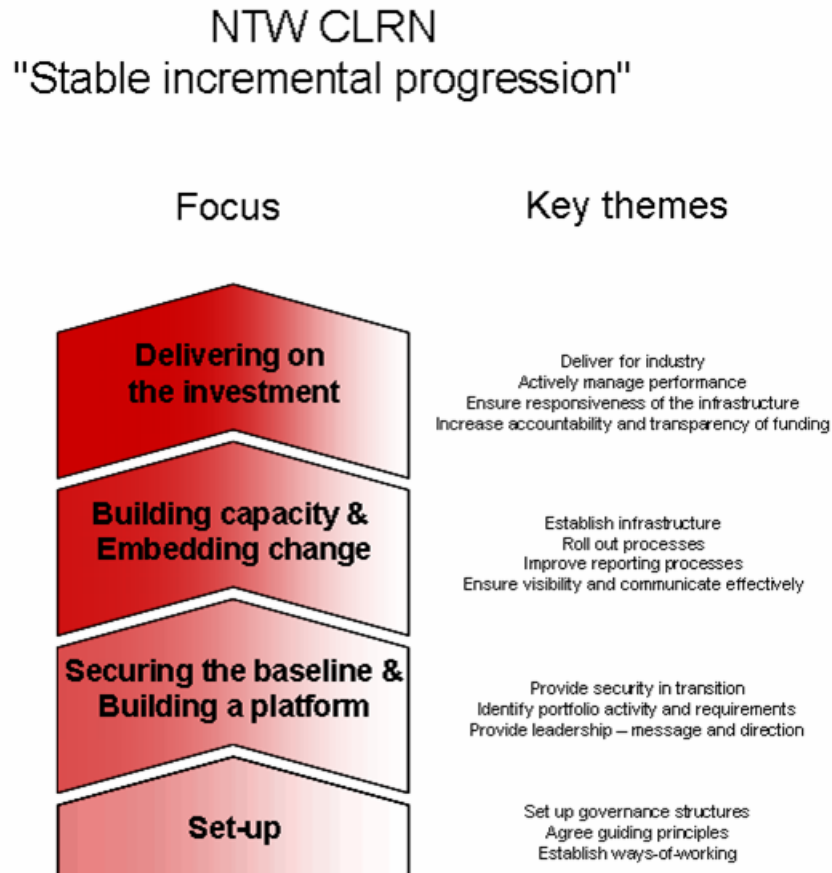 NTW CLRN
"Stable incremental progression"
Focus
Key themes
Delivering on
the investment
Deliver for industry
Actively manage performance
Ensure responsiveness of the infrastructure
Increase accountability and transparency of funding
Building capacity &
Embedding change
Establish infrastructure
Roll out processes
Improve reporting processes
Ensure visibility and communicate effectively
Securing the baseline &
Building a platform
Provide security in transition
Identify portfolio activity and requirements
Provide leadership – message and direction
Set-up
Set up governance structures
Agree guiding principles
Establish ways-of-working